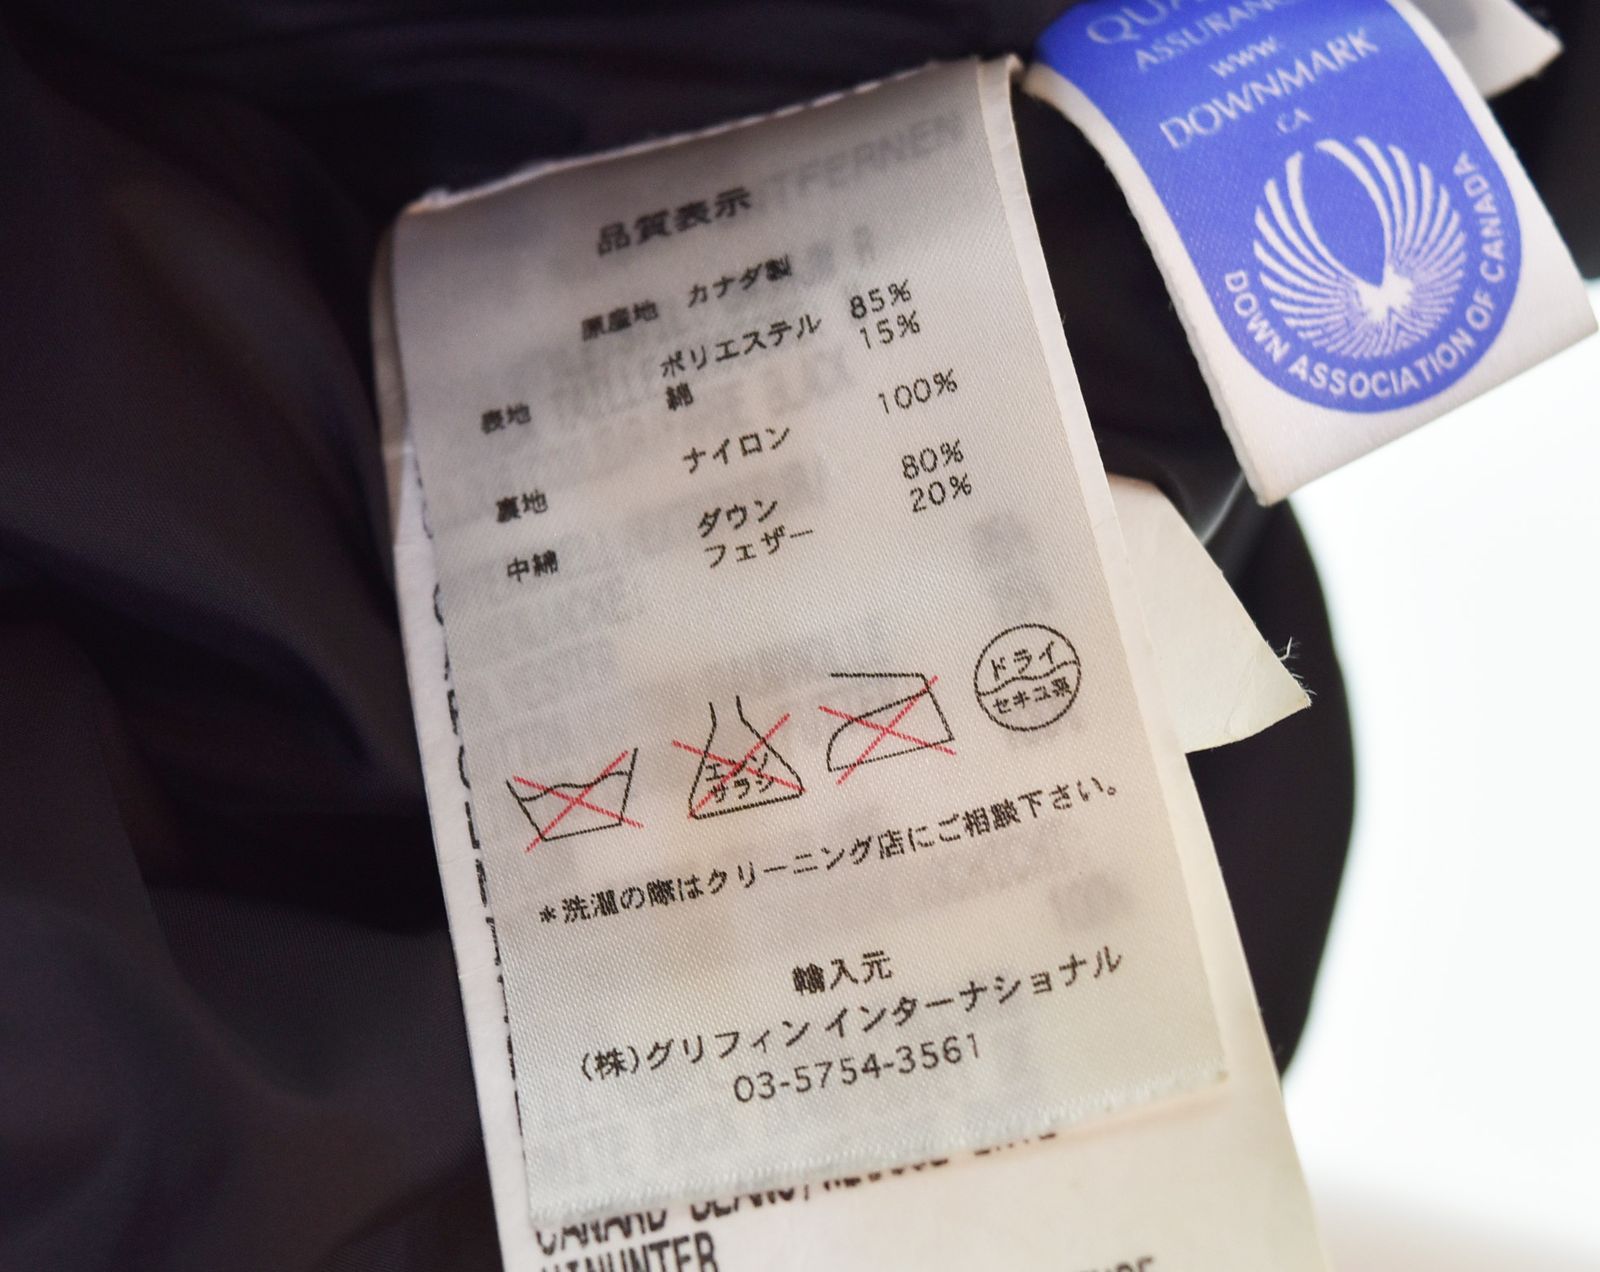 品質表示
原産地 カナダ製
表地 ポリエステル 85%
綿 15%
裏地 ナイロン 100%
中綿 ダウン 80%
フェザー 20%
エンソ
サラシ
ドライ
セキユ系
*洗濯の際はクリーニング店にご相談下さい。
輸入元
(株)グリフィン インターナショナル
03-5754-3561
CANARD BLANC/
ASSURANC
www.
DOWNMARK
CA
DOWN ASSOCIATION OF CANADA